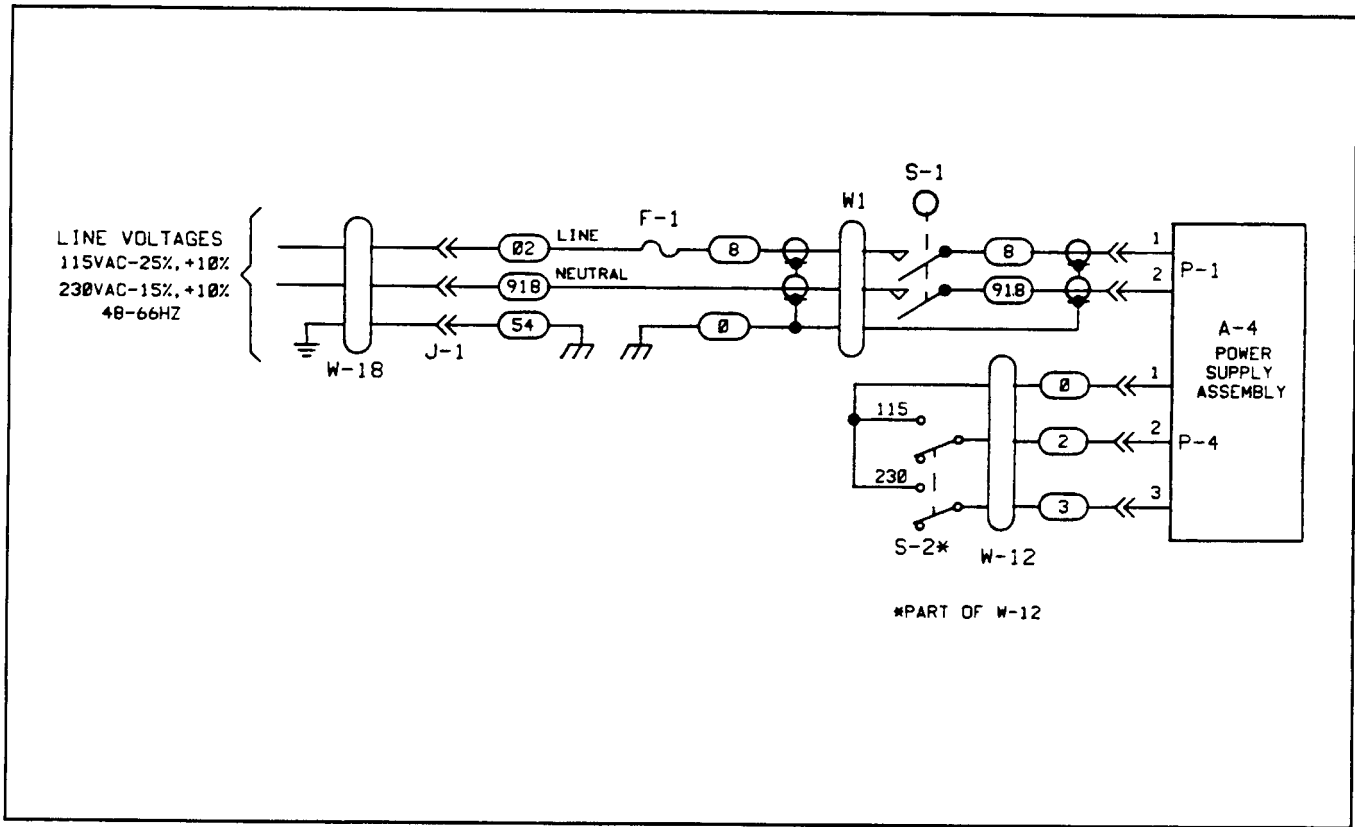 S-1
W1
F-1
LINE VOLTAGES
115VAC-25%,+10%
230VAC-15%,+10%
48-66HZ
02
LINE
8
8
1
P-1
918
NEUTRAL
918
2
54
0
J-1
W-18
A-4
POWER
SUPPLY
ASSEMBLY
0
1
115
2
2
P-4
230
3
3
S-2*
W-12
*PART OF W-12